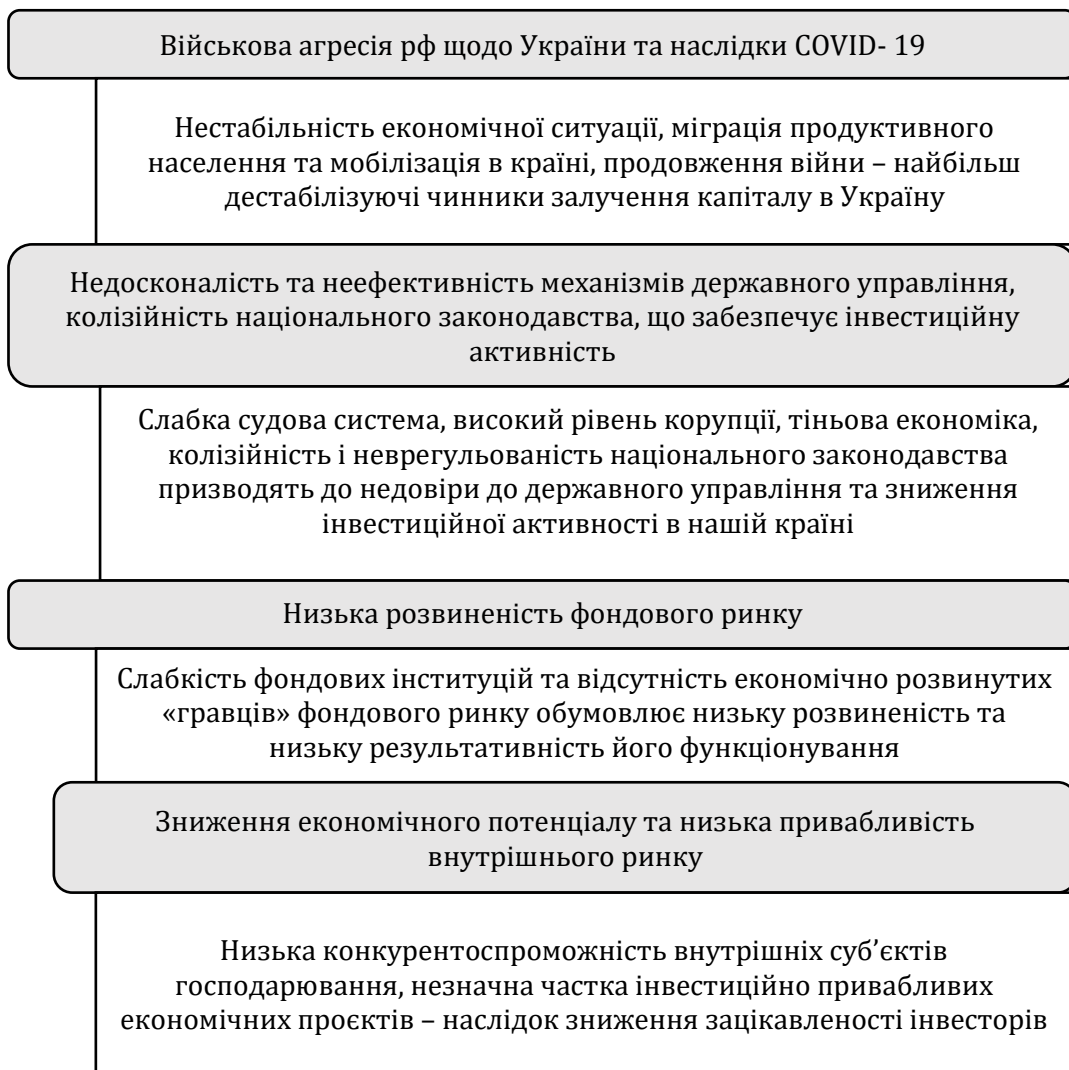 Військова агресія рф щодо України та наслідки COVID- 19
Нестабільність економічної ситуації, міграція продуктивного
населення та мобілізація в країні, продовження війни – найбільш
дестабілізуючі чинники залучення капіталу в Україну
Недосконалість та неефективність механізмів державного управління,
колізійність національного законодавства, що забезпечує інвестиційну
активність
Слабка судова система, високий рівень корупції, тіньова економіка,
колізійність і неврегульованість національного законодавства
призводять до недовіри до державного управління та зниження
інвестиційної активності в нашій країні
Низька розвиненість фондового ринку
Слабкість фондових інституцій та відсутність економічно розвинутих
«гравців» фондового ринку обумовлює низьку розвиненість та
низьку результативність його функціонування
Зниження економічного потенціалу та низька привабливість
внутрішнього ринку
Низька конкурентоспроможність внутрішніх суб’єктів
господарювання, незначна частка інвестиційно привабливих
економічних проєктів – наслідок зниження зацікавленості інвесторів